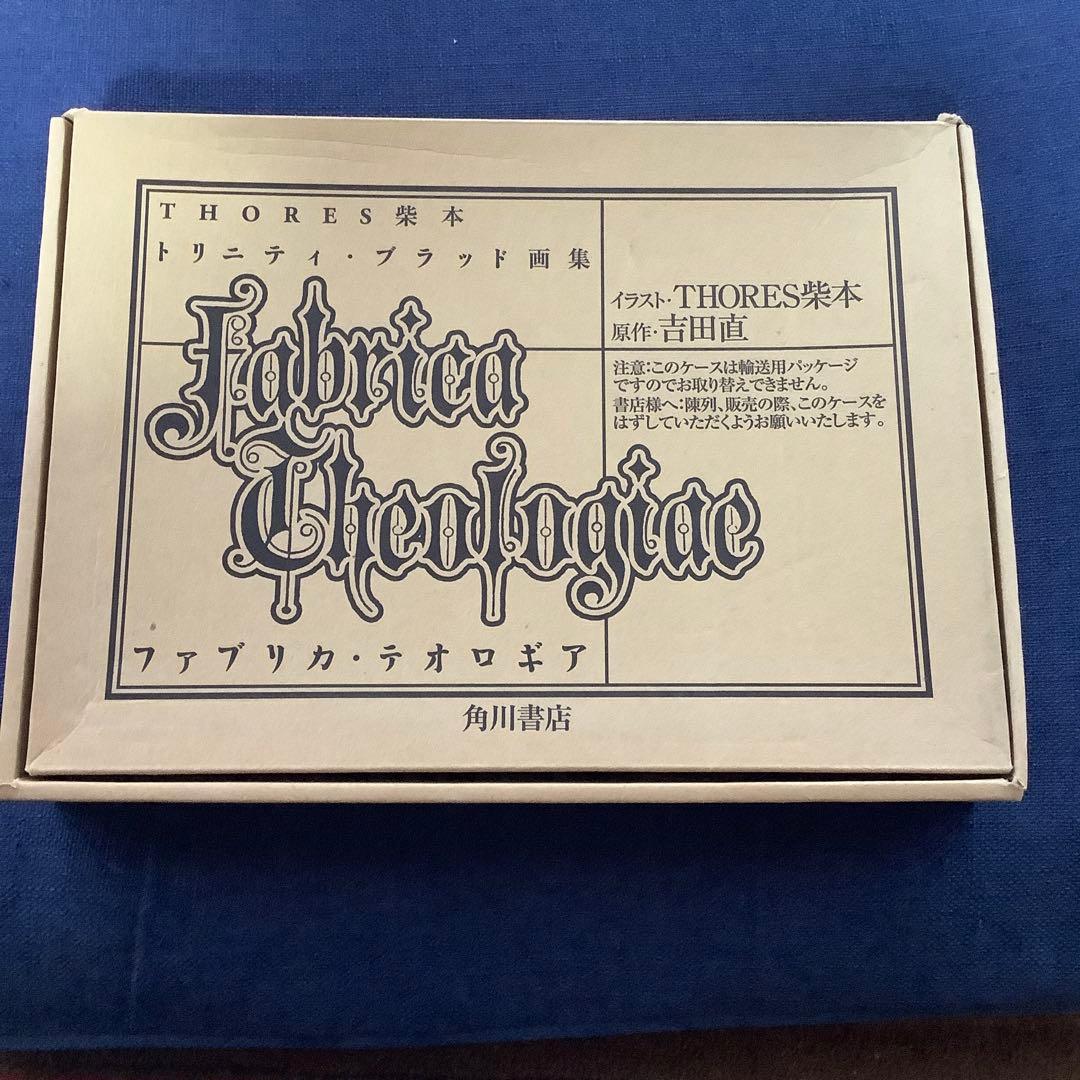 THORES柴本
トリニティ・ブラッド画集
Fabrica
Theologiae
ファブリカ・テオロギア
イラスト・THORES柴本
原作・吉田直
注意:このケースは輸送用パッケージ
ですのでお取り替えできません。
書店様へ:陳列、販売の際、このケースを
はずしていただくようお願いいたします。
角川書店